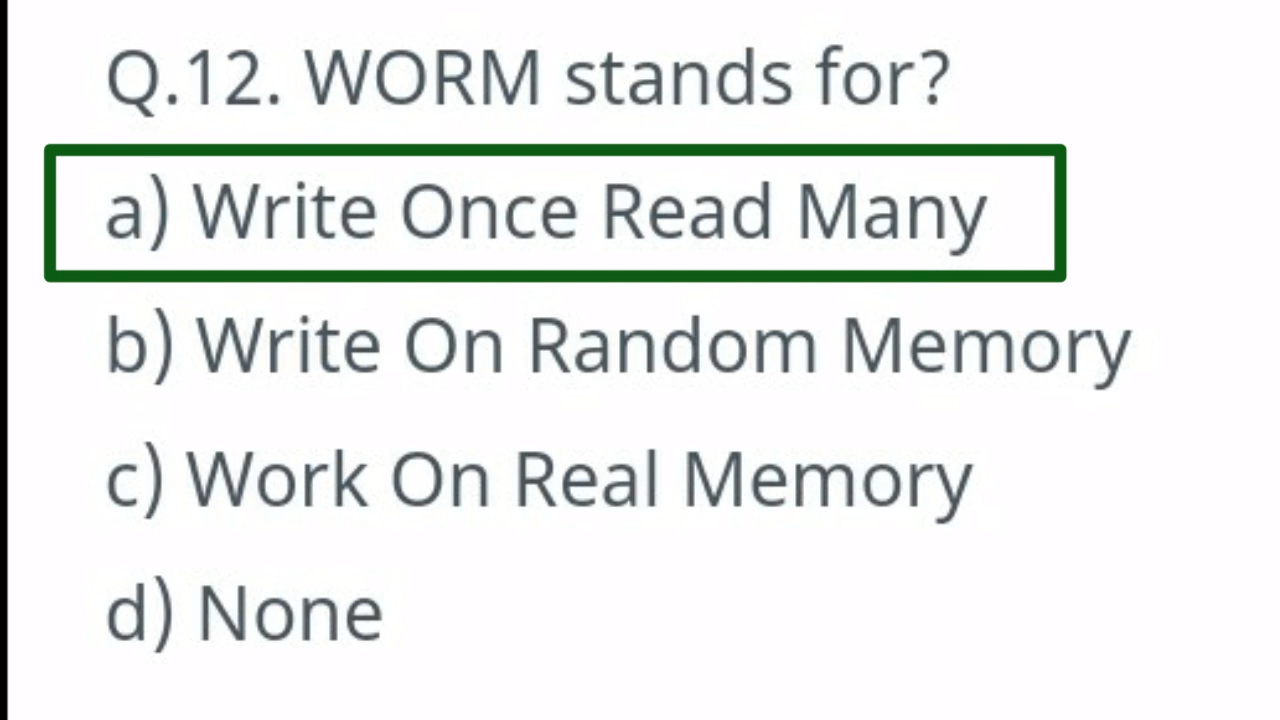 Q.12. WORM stands for?
a) Write Once Read Many
b) Write On Random Memory
c) Work On Real Memory
d) None